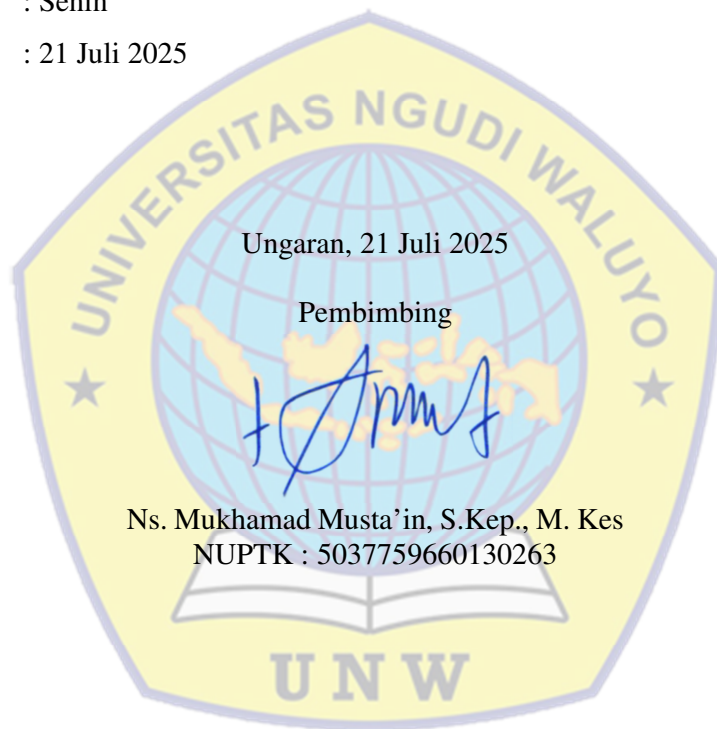 : Senin
: 21 Juli 2025
UNIVERSITAS NGUDI WALUYO
Ungaran, 21 Juli 2025
Pembimbing
Ns. Mukhamad Musta’in, S.Kep., M. Kes
NUPTK : 5037759660130263
UNW